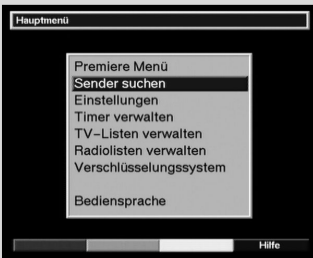 Hauptmenü
Premiere Menü
Sender suchen
Einstellungen
Timer verwalten
TV-Listen verwalten
Radiolisten verwalten
Verschlüsselungssystem
Bediensprache
Hilfe